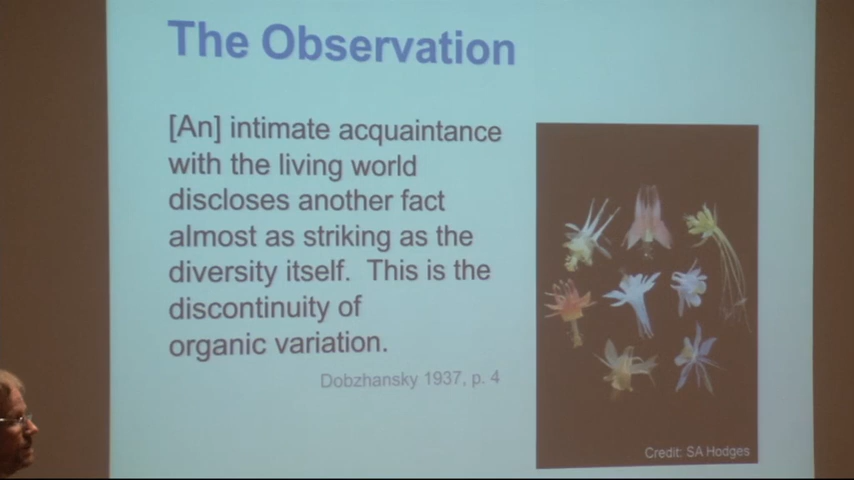 The Observation
[An] intimate acquaintance
with the living world
discloses another fact
almost as striking as the
diversity itself. This is the
discontinuity of
organic variation.
Dobzhansky 1937, p. 4
Credit: SA Hodges